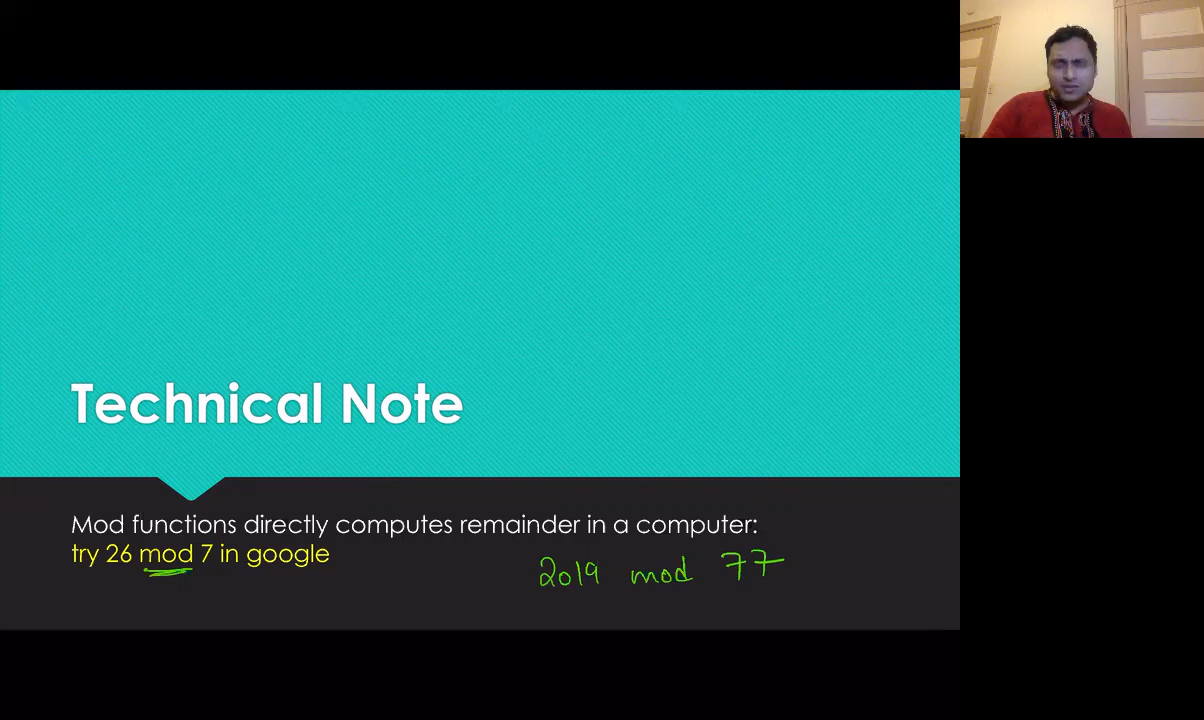 Technical Note
Mod functions directly computes remainder in a computer:
try 26 mod 7 in google
2019 mod 77